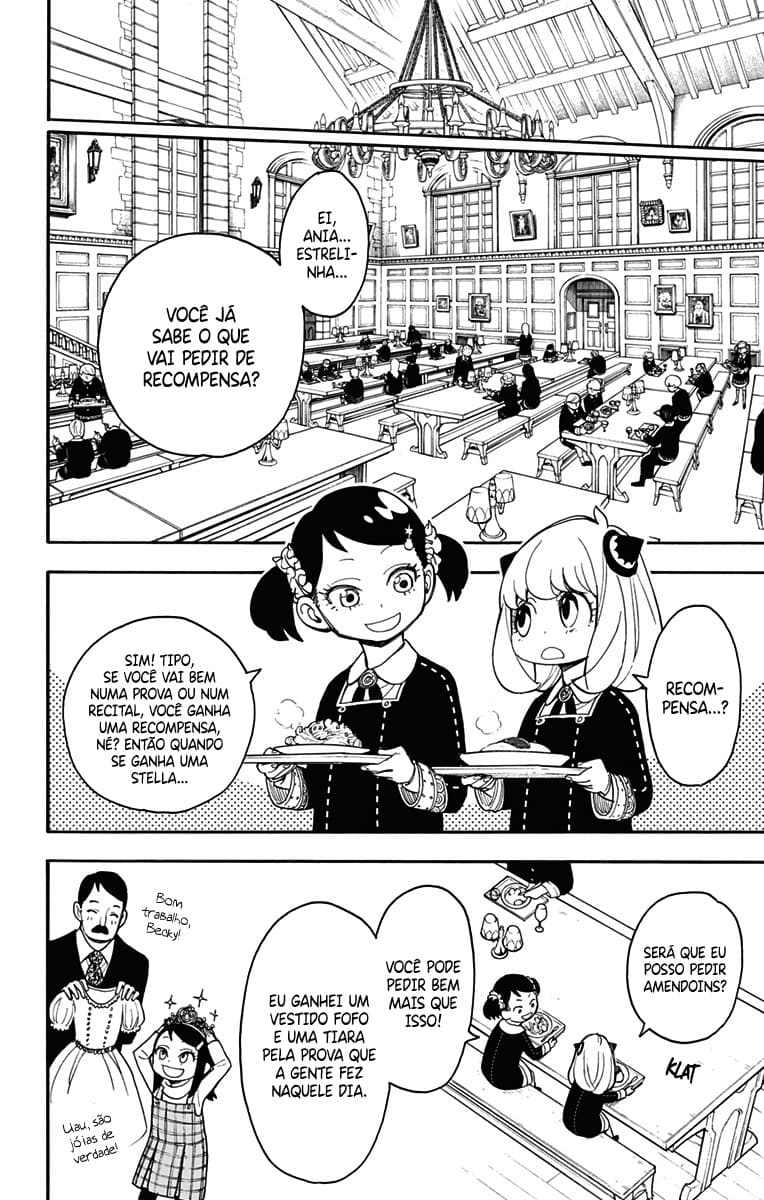 EI,
ANIA...
ESTRELI-
NHA...
VOCÊ JÁ
SABE O QUE
VAI PEDIR DE
RECOMPENSA?
RECOM-
PENSA...?
SIM! TIPO,
SE VOCÊ VAI BEM
NUMA PROVA OU NUM
RECITAL, VOCÊ GANHA
UMA RECOMPENSA,
NÉ? ENTÃO QUANDO
SE GANHA UMA
STELLA...
SERÁ QUE EU
POSSO PEDIR
AMENDOINS?
KLAT
VOCÊ PODE
PEDIR BEM
MAIS QUE
ISSO!
EU GANHEI UM
VESTIDO FOFO
E UMA TIARA
PELA PROVA QUE
A GENTE FEZ
NAQUELE DIA.
Bom
trabalho,
Becky!
Uau, são
jóias de
verdade!